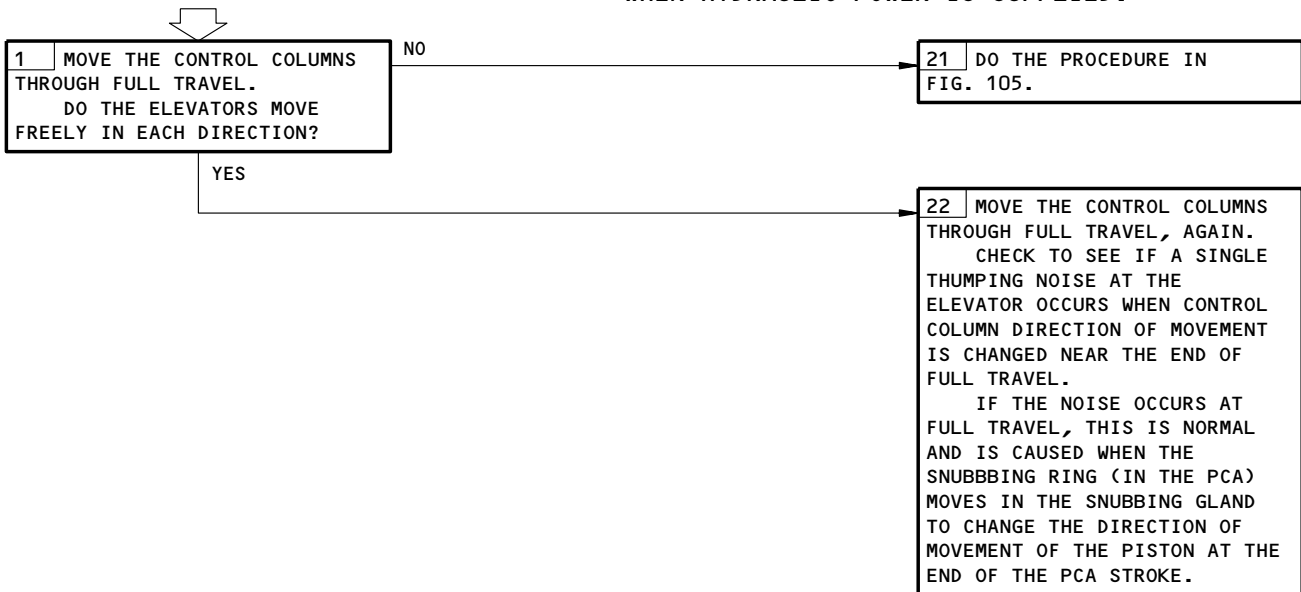 WHEN HYDRAULIC POWER IS SUPPLIED.
1 MOVE THE CONTROL COLUMNS
THROUGH FULL TRAVEL.
DO THE ELEVATORS MOVE
FREELY IN EACH DIRECTION?
NO
21 DO THE PROCEDURE IN
FIG. 105.
YES
22 MOVE THE CONTROL COLUMNS
THROUGH FULL TRAVEL, AGAIN.
CHECK TO SEE IF A SINGLE
THUMPING NOISE AT THE
ELEVATOR OCCURS WHEN CONTROL
COLUMN DIRECTION OF MOVEMENT
IS CHANGED NEAR THE END OF
FULL TRAVEL.
IF THE NOISE OCCURS AT
FULL TRAVEL, THIS IS NORMAL
AND IS CAUSED WHEN THE
SNUBBBING RING (IN THE PCA)
MOVES IN THE SNUBBING GLAND
TO CHANGE THE DIRECTION OF
MOVEMENT OF THE PISTON AT THE
END OF THE PCA STROKE.